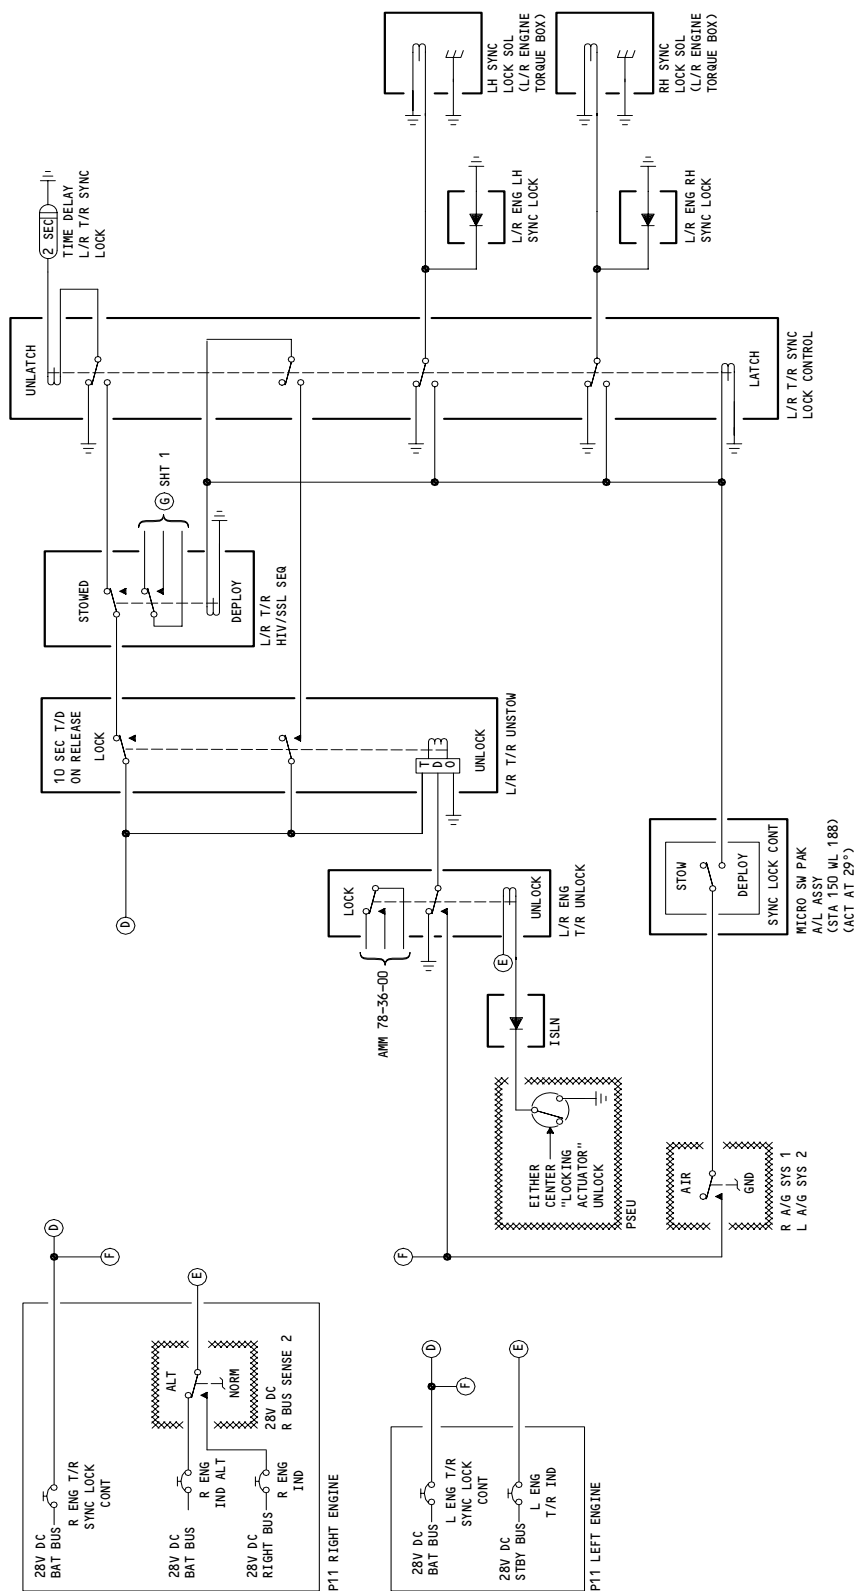 28V DC
BAT BUS
R ENG T/R
SYNC LOCK
CONT
28V DC
BAT BUS
R ENG
IND ALT
28V DC
RIGHT BUS
R ENG
IND
ALT
NORM
28V DC
R BUS SENSE 2
P11 RIGHT ENGINE
D
F
E
28V DC
BAT BUS
L ENG T/R
SYNC LOCK
CONT
28V DC
STBY BUS
L ENG
T/R IND
P11 LEFT ENGINE
D
F
E
F
EITHER
CENTER
"LOCKING
ACTUATOR"
UNLOCK
PSEU
AIR
GND
R A/G SYS 1
L A/G SYS 2
ISLN
AMM 78-36-00
E
LOCK
UNLOCK
L/R ENG
T/R UNLOCK
STOW
DEPLOY
SYNC LOCK CONT
MICRO SW PAK
A/L ASSY
(STA 150 WL 188)
(ACT AT 29°)
D
10 SEC T/D
ON RELEASE
LOCK
T
D
O
UNLOCK
L/R T/R UNSTOW
STOWED
DEPLOY
L/R T/R
HIV/SSL SEQ
G SHT 1
UNLATCH
LATCH
L/R T/R SYNC
LOCK CONTROL
2 SEC
TIME DELAY
L/R T/R SYNC
LOCK
L/R ENG LH
SYNC LOCK
L/R ENG RH
SYNC LOCK
LH SYNC
LOCK SOL
(L/R ENGINE
TORQUE BOX)
RH SYNC
LOCK SOL
(L/R ENGINE
TORQUE BOX)